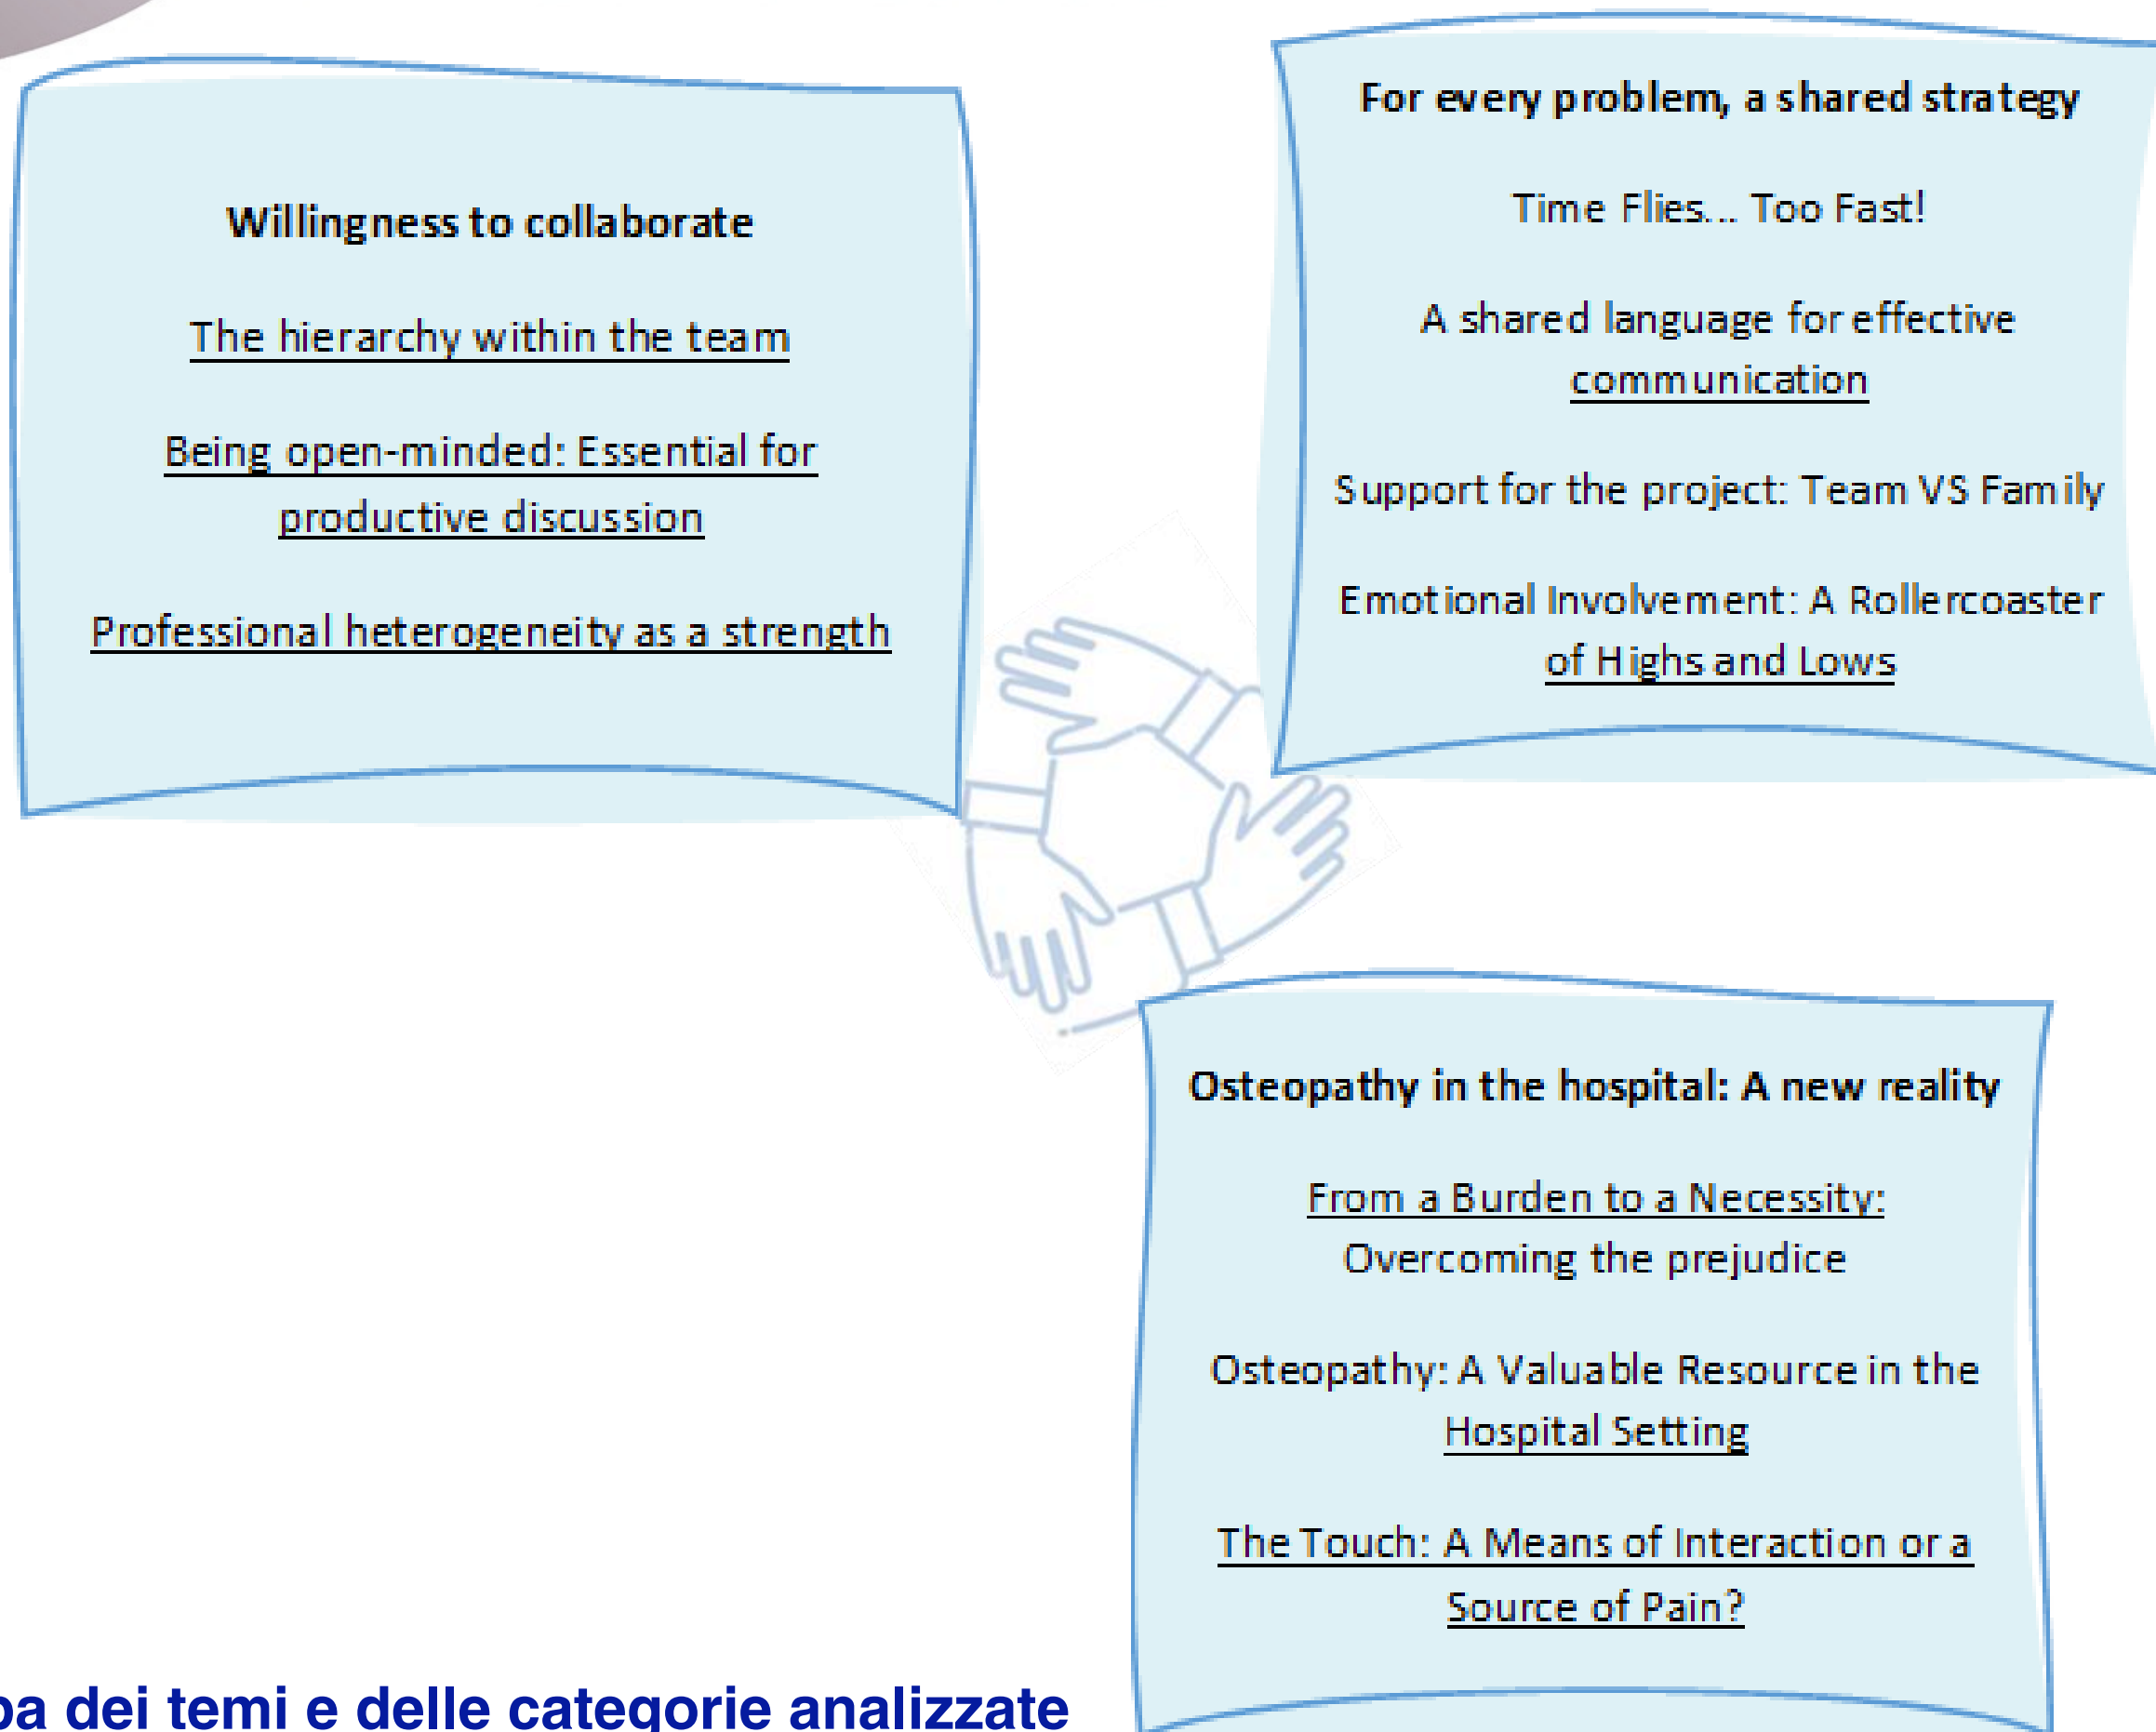 Willingness to collaborate
The hierarchy within the team
Being open-minded: Essential for
productive discussion
Professional heterogeneity as a strength
For every problem, a shared strategy
Time Flies... Too Fast!
A shared language for effective
communication
Support for the project: Team VS Family
Emotional Involvement: A Rollercoaster
of Highs and Lows
Osteopathy in the hospital: A new reality
From a Burden to a Necessity:
Overcoming the prejudice
Osteopathy: A Valuable Resource in the
Hospital Setting
The Touch: A Means of Interaction or a
Source of Pain?
dei temi e delle categorie analizzate